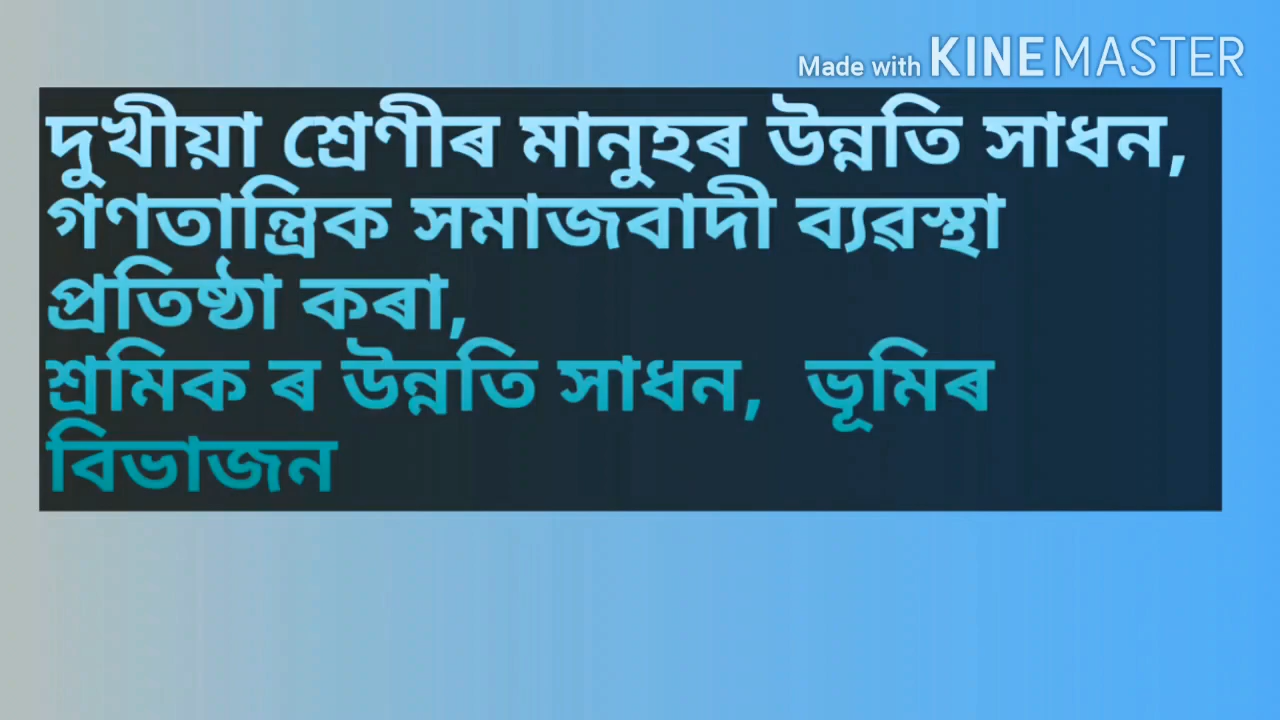 Made with KINEMASTER
দুখীয়া শ্ৰেণীৰ মানুহৰ উন্নতি সাধন,
গণতান্ত্ৰিক সমাজবাদী ব্যৱস্থা
প্ৰতিষ্ঠা কৰা,
শ্ৰমিক ৰ উন্নতি সাধন,  ভূমিৰ
বিভাজন